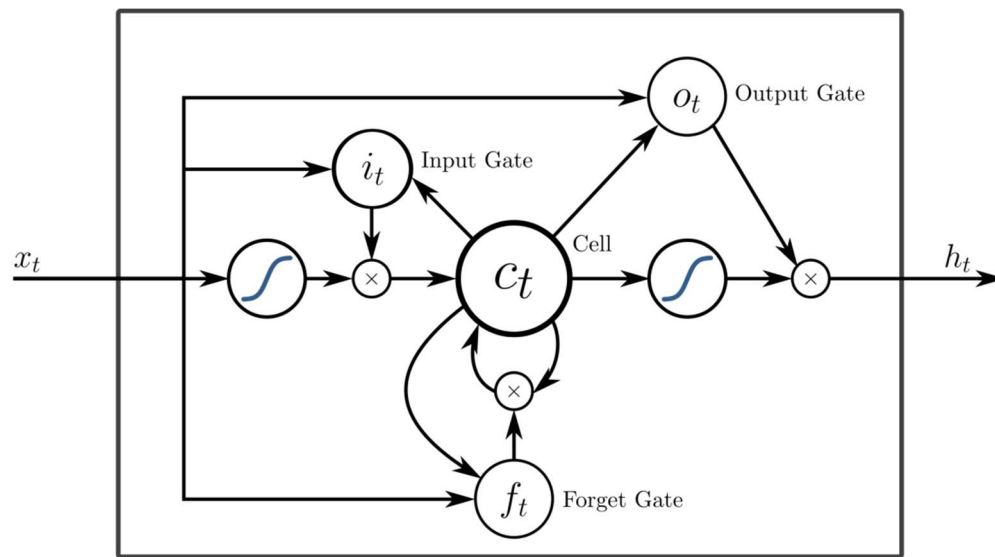 o_t Output Gate
i_t Input Gate
x_t
×
c_t Cell
×
h_t
×
f_t Forget Gate